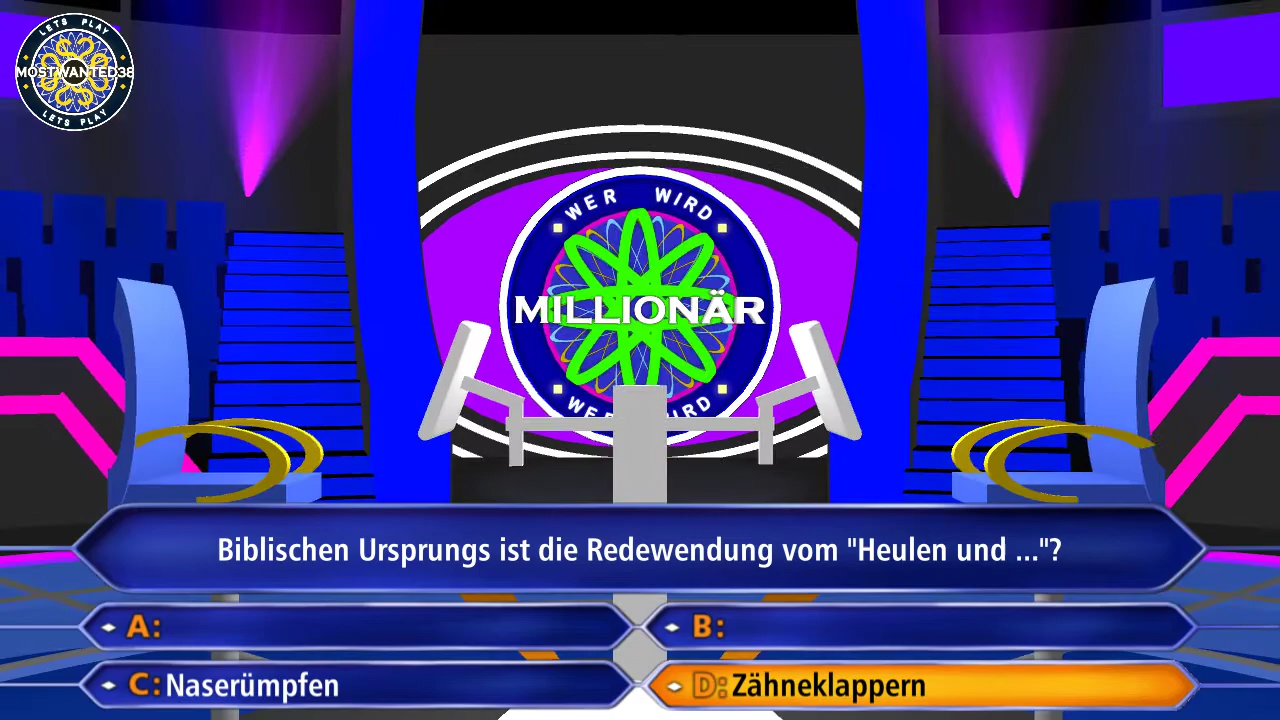 LETS PLAY
MOSTWANTED38
LETS PLAY
WER WIRD
MILLIONÄR
WER WIRD
Biblischen Ursprungs ist die Redewendung vom "Heulen und ..."?
A:
B:
C: Naserümpfen
D: Zähneklappern